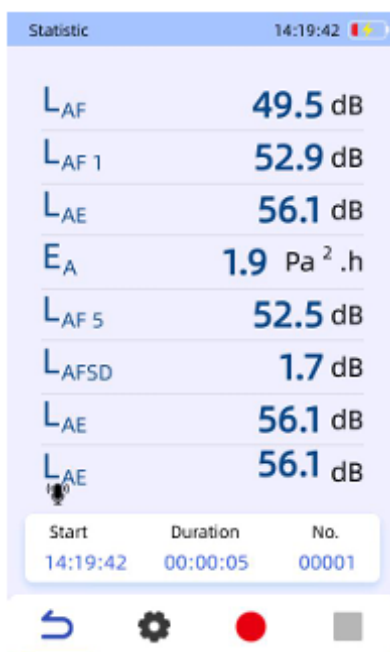 Statistic 14:19:42
LAF 49.5 dB
LAF 1 52.9 dB
LAE 56.1 dB
EA 1.9 Pa ² .h
LAF 5 52.5 dB
LAFSD 1.7 dB
LAE 56.1 dB
LAE 56.1 dB
Start Duration No.
14:19:42 00:00:05 00001